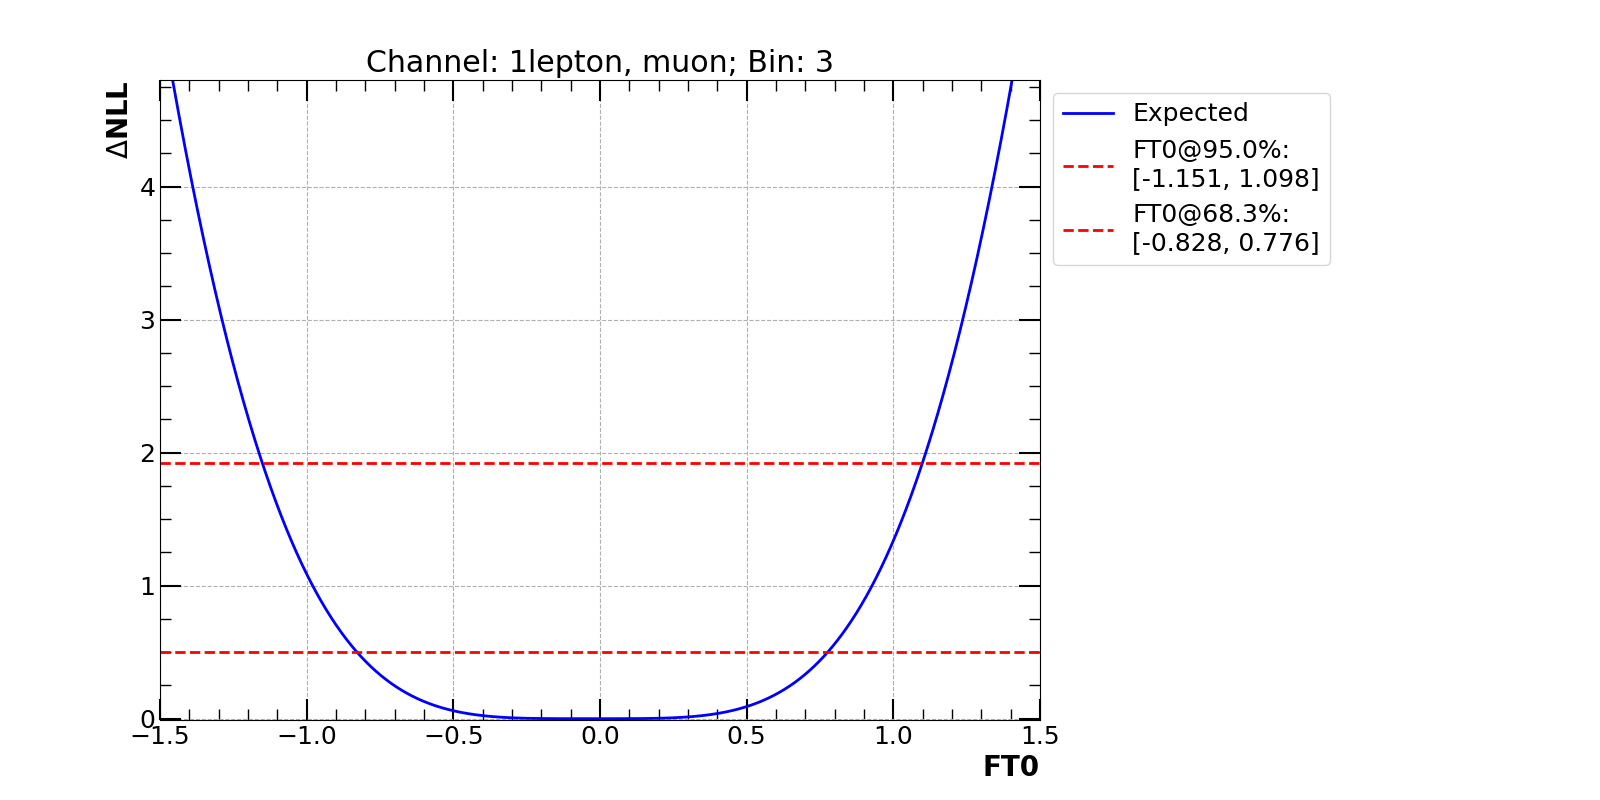 Channel: 1lepton, muon; Bin: 3
ΔNLL
4
3
2
1
0
−1.5
−1.0
−0.5
0.0
0.5
1.0
1.5
FT0
Expected
FT0@95.0%:
[-1.151, 1.098]
FT0@68.3%:
[-0.828, 0.776]